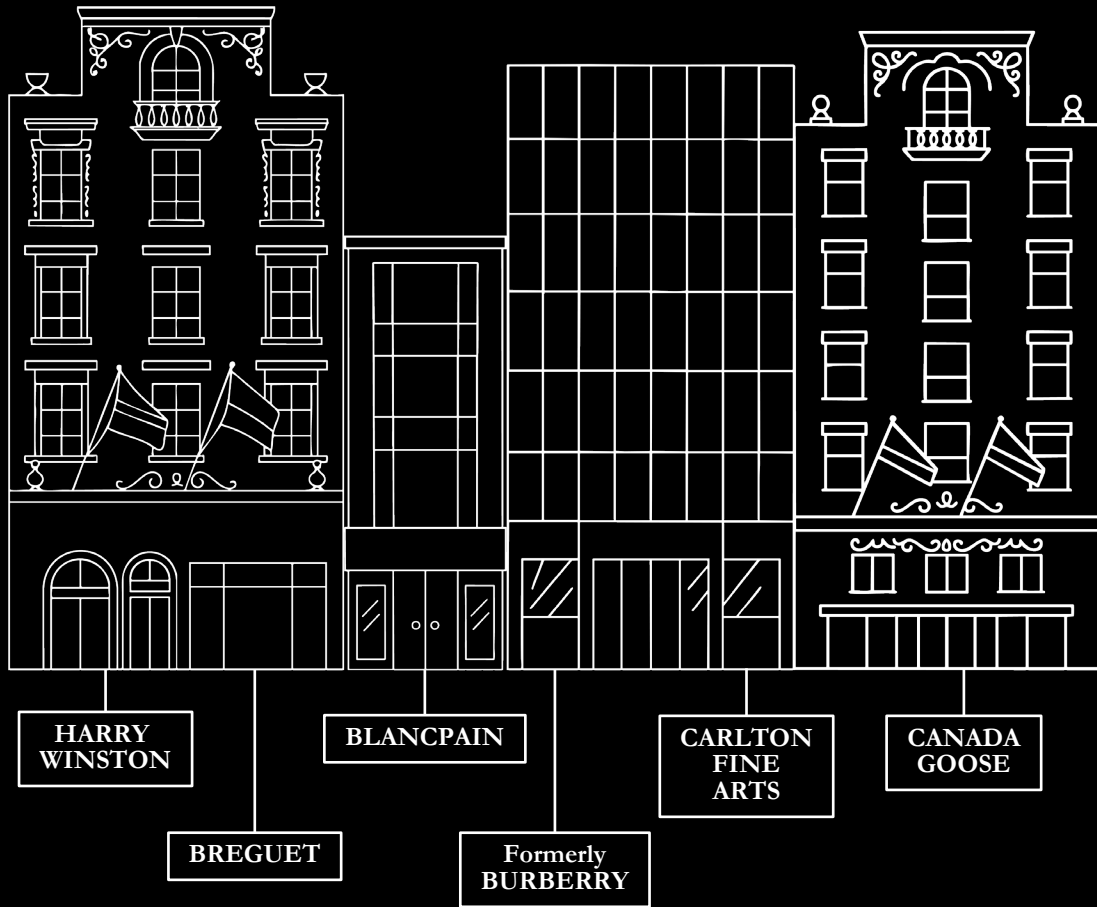 HARRY
WINSTON
BREGUET
BLANCPAIN
Formerly
BURBERRY
CARLTON
FINE
ARTS
CANADA
GOOSE